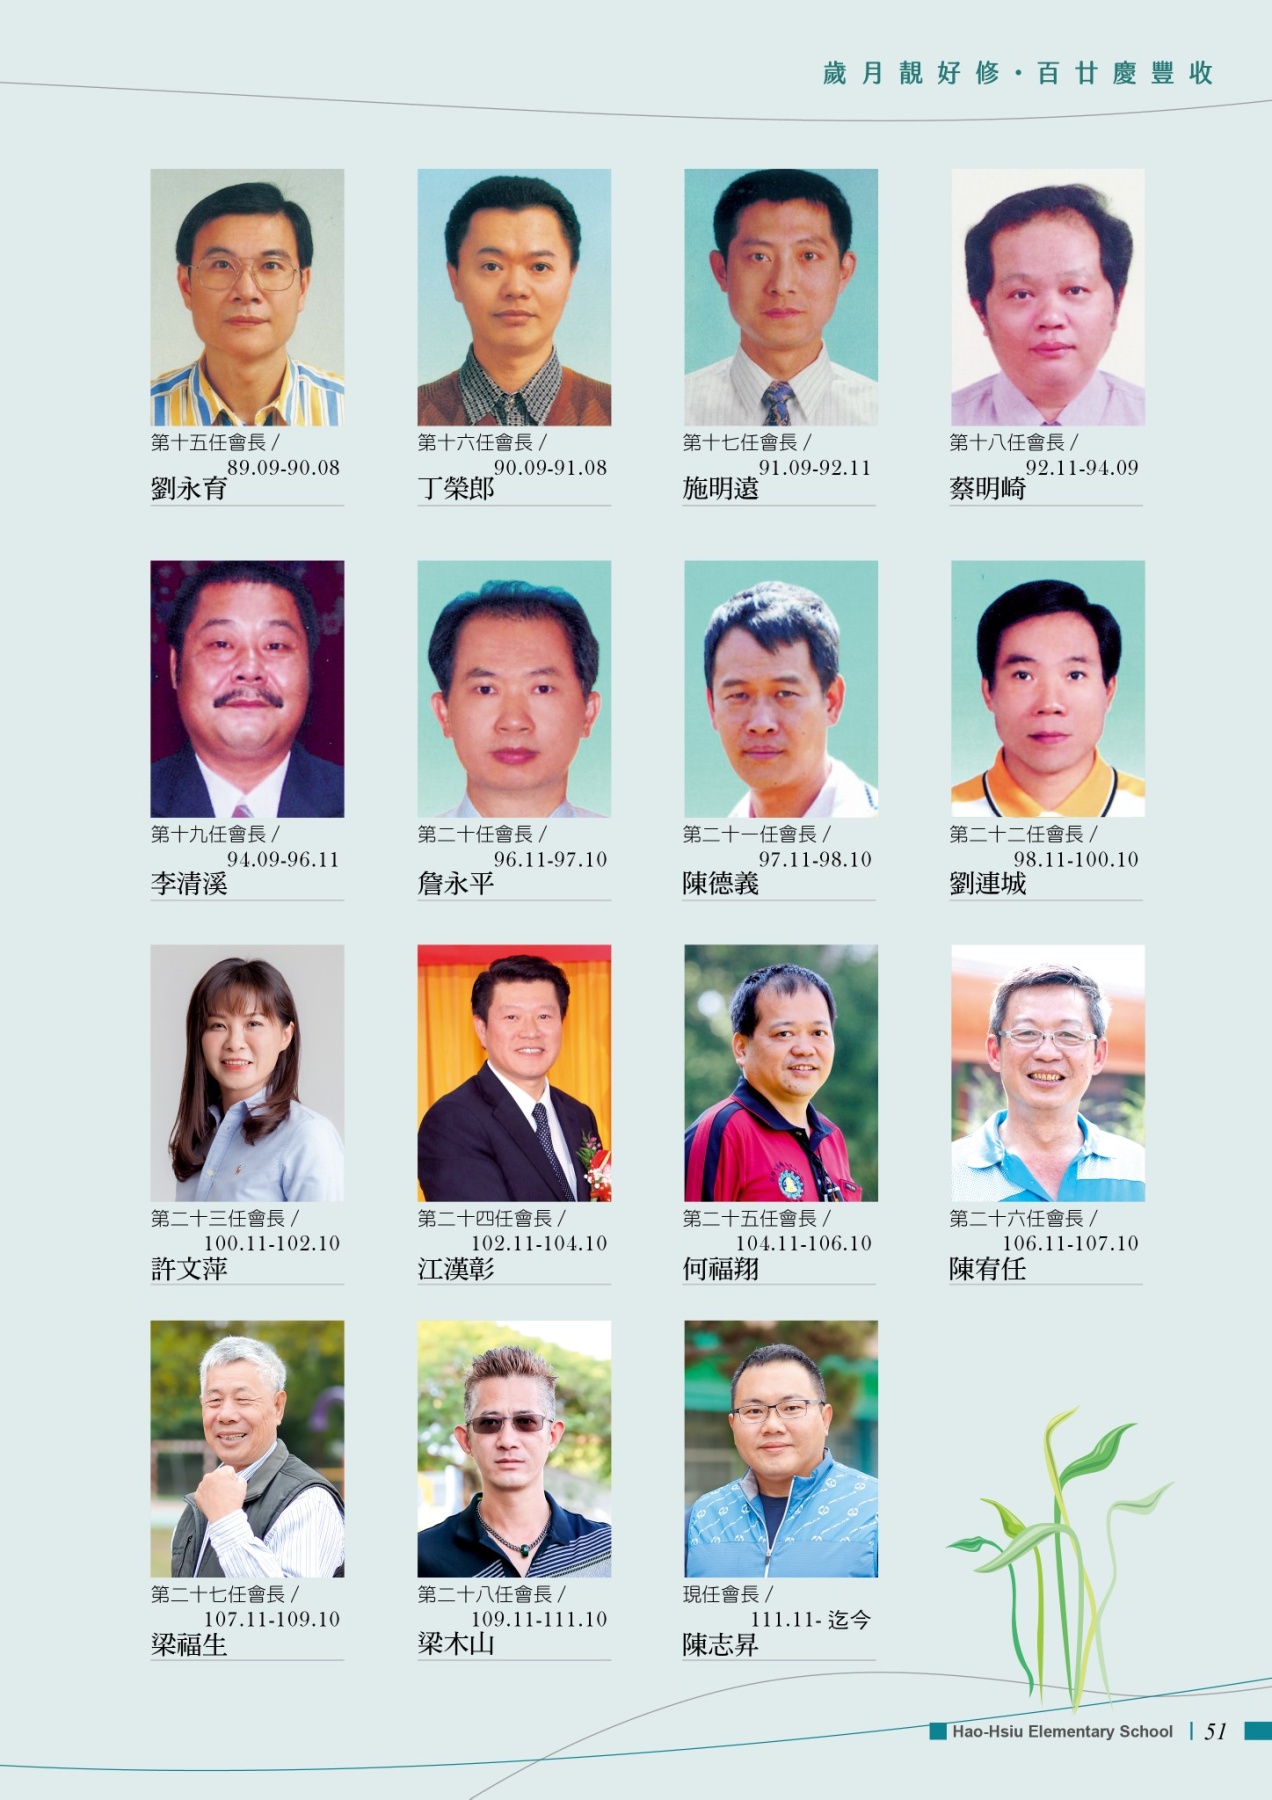 歲月靚好修・百廿慶豐收
第十五任會長 /
89.09-90.08
劉永育
第十六任會長 /
90.09-91.08
丁榮郎
第十七任會長 /
91.09-92.11
施明遠
第十八任會長 /
92.11-94.09
蔡明崎
第十九任會長 /
94.09-96.11
李清溪
第二十任會長 /
96.11-97.10
詹永平
第二十一任會長 /
97.11-98.10
陳德義
第二十二任會長 /
98.11-100.10
劉連城
第二十三任會長 /
100.11-102.10
許文萍
第二十四任會長 /
102.11-104.10
江漢彰
第二十五任會長 /
104.11-106.10
何福翔
第二十六任會長 /
106.11-107.10
陳宥任
第二十七任會長 /
107.11-109.10
梁福生
第二十八任會長 /
109.11-111.10
梁木山
現任會長 /
111.11- 迄今
陳志昇
Hao-Hsiu Elementary School | 51